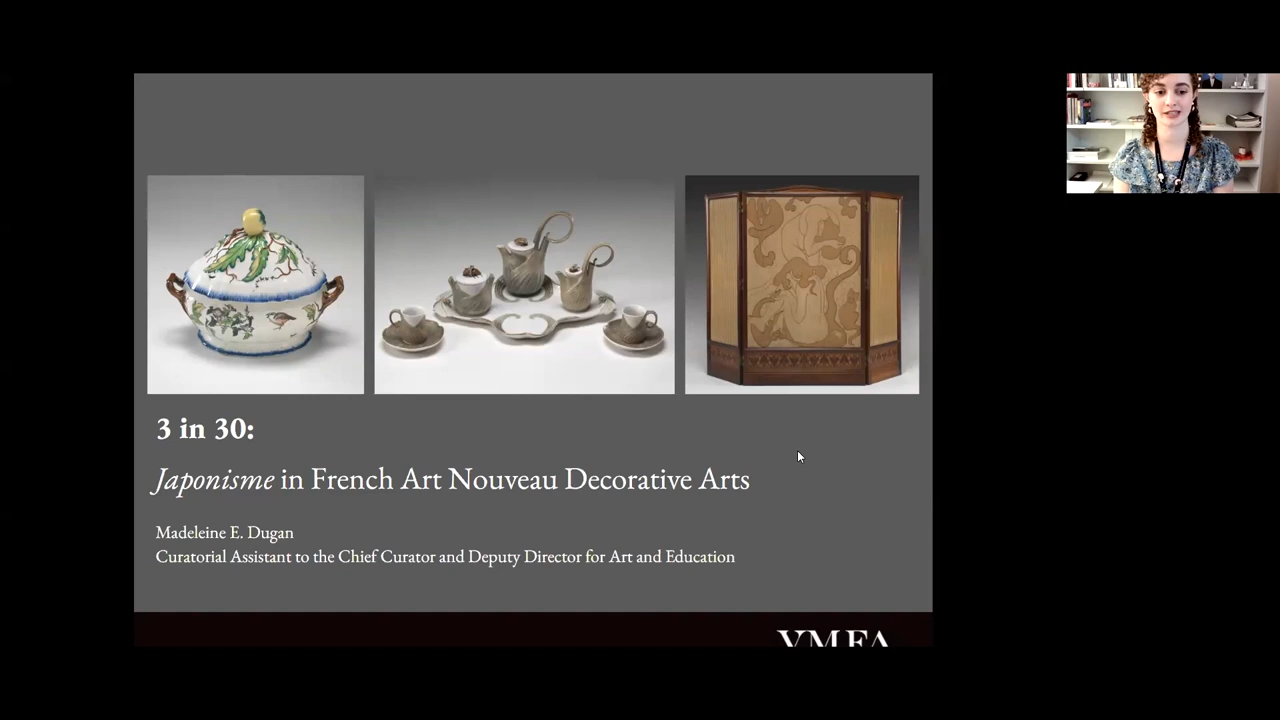 3 in 30:
Japonisme in French Art Nouveau Decorative Arts
Madeleine E. Dugan
Curatorial Assistant to the Chief Curator and Deputy Director for Art and Education
VMFA